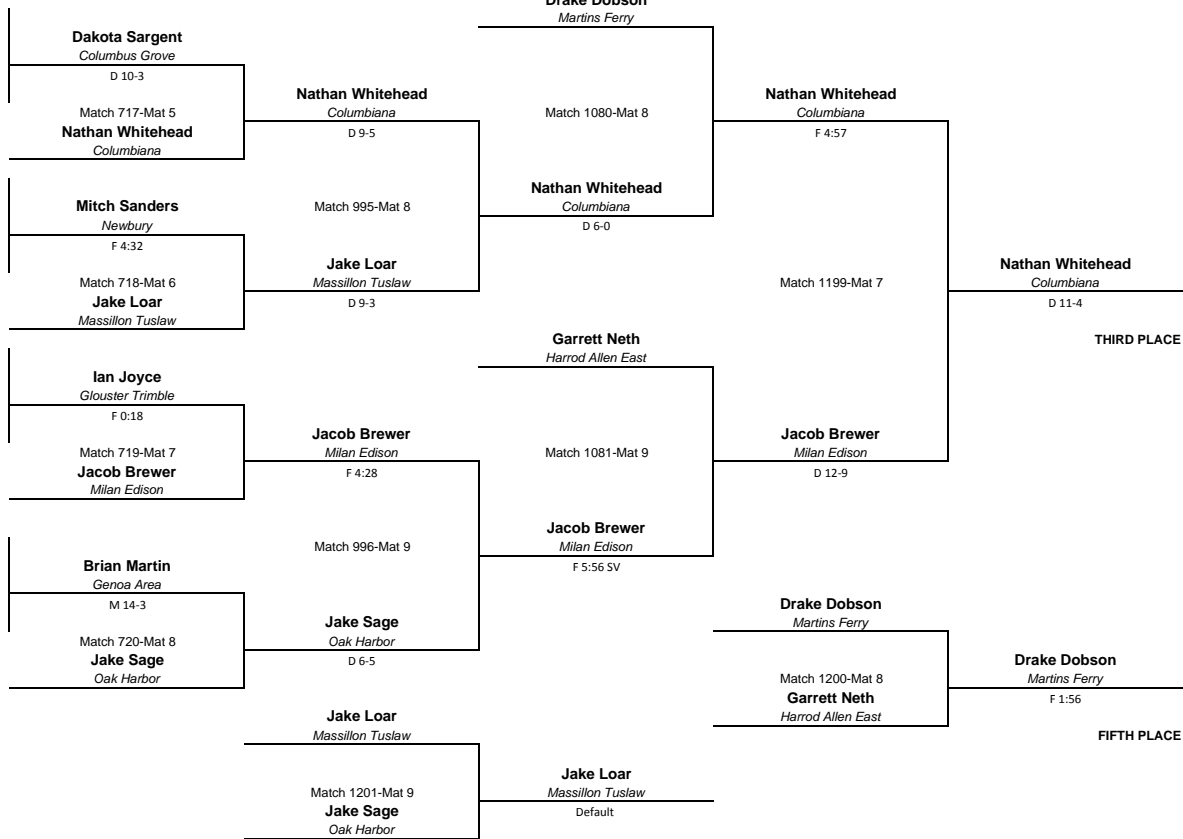 Drake Dobson
Martins Ferry
Dakota Sargent
Columbus Grove
D 10-3
Match 717-Mat 5
Nathan Whitehead
Columbiana
Nathan Whitehead
Columbiana
D 9-5
Match 1080-Mat 8
Nathan Whitehead
Columbiana
F 4:57
Mitch Sanders
Newbury
F 4:32
Match 718-Mat 6
Jake Loar
Massillon Tuslaw
Match 995-Mat 8
Jake Loar
Massillon Tuslaw
D 9-3
Nathan Whitehead
Columbiana
D 6-0
Match 1199-Mat 7
Nathan Whitehead
Columbiana
D 11-4
THIRD PLACE
Ian Joyce
Glouster Trimble
F 0:18
Match 719-Mat 7
Jacob Brewer
Milan Edison
Jacob Brewer
Milan Edison
F 4:28
Garrett Neth
Harrod Allen East
Match 1081-Mat 9
Jacob Brewer
Milan Edison
D 12-9
Brian Martin
Genoa Area
M 14-3
Match 720-Mat 8
Jake Sage
Oak Harbor
Match 996-Mat 9
Jake Sage
Oak Harbor
D 6-5
Jacob Brewer
Milan Edison
F 5:56 SV
Drake Dobson
Martins Ferry
Match 1200-Mat 8
Garrett Neth
Harrod Allen East
Drake Dobson
Martins Ferry
F 1:56
FIFTH PLACE
Jake Loar
Massillon Tuslaw
Match 1201-Mat 9
Jake Sage
Oak Harbor
Jake Loar
Massillon Tuslaw
Default